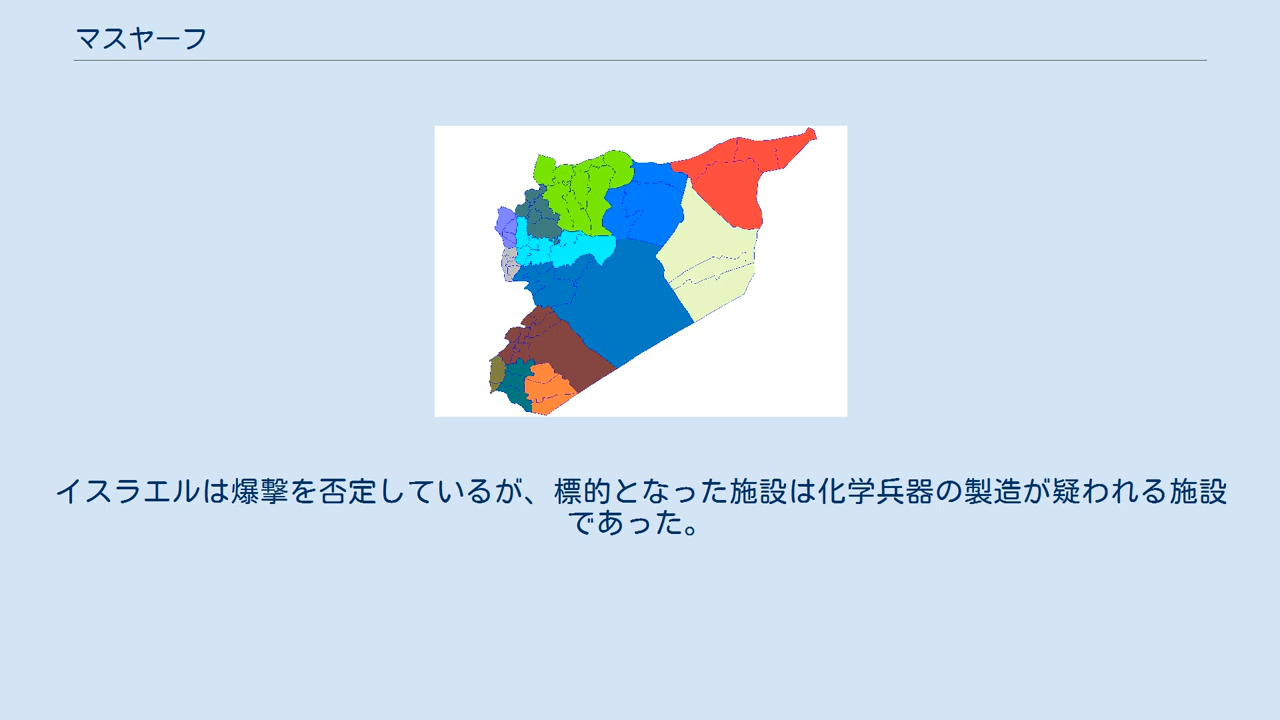 マスヤーフ
イスラエルは爆撃を否定しているが、標的となった施設は化学兵器の製造が疑われる施設
であった。